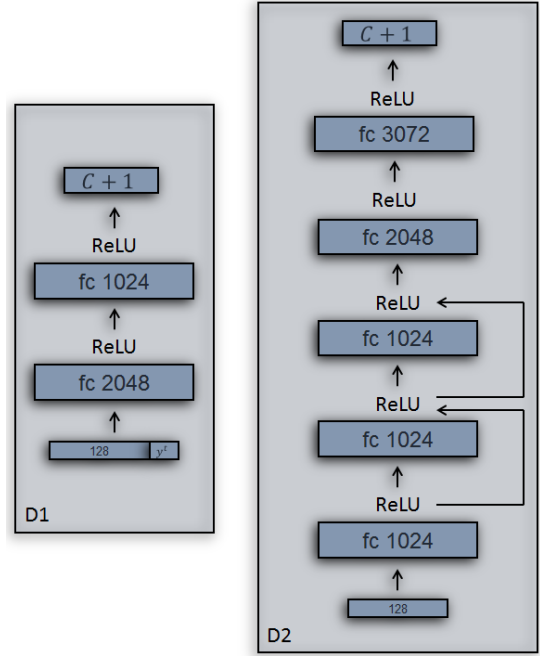 C + 1
ReLU
fc 1024
ReLU
fc 2048
128 yᵗ
D1
C + 1
ReLU
fc 3072
ReLU
fc 2048
ReLU
fc 1024
ReLU
fc 1024
ReLU
fc 1024
128
D2